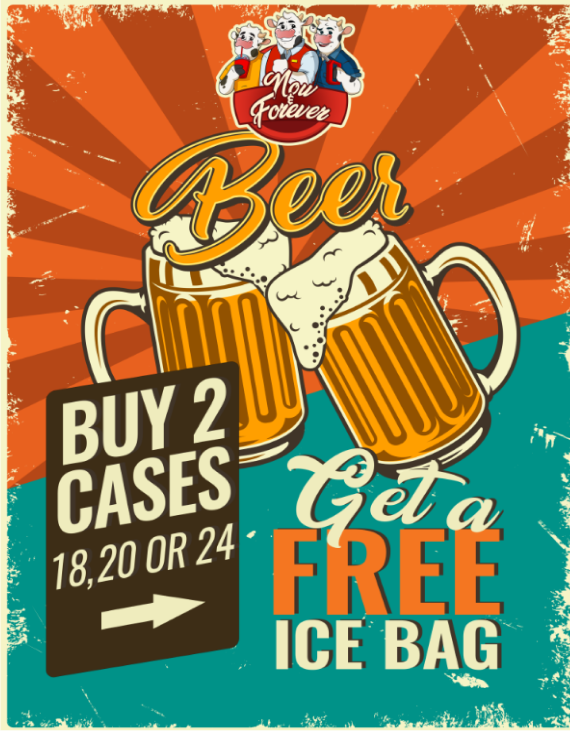 Now
&
Forever
Beer
BUY 2
CASES
18,20 OR 24
Get a
FREE
ICE BAG